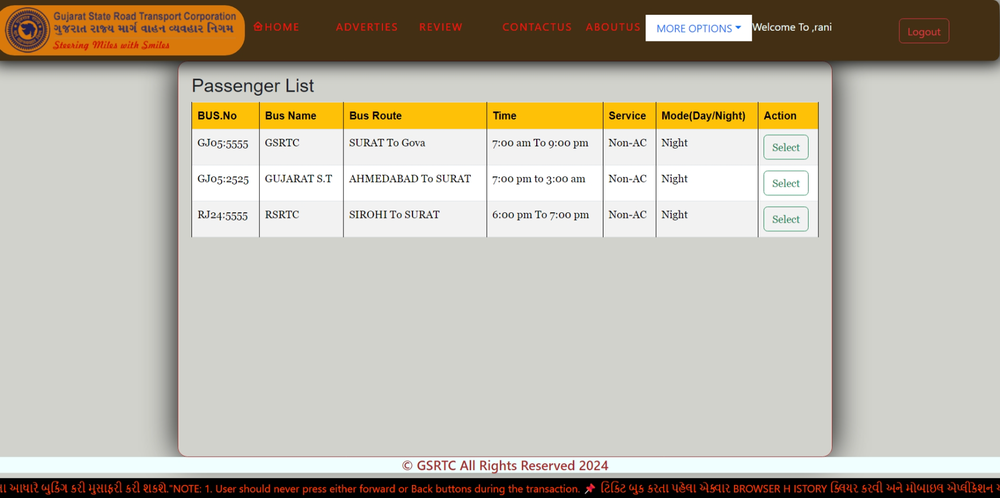 Gujarat State Road Transport Corporation
ગુજરાત રાજ્ય માર્ગ વાહન વ્યવહાર નિગમ
Steering Miles with Smiles
HOME ADVERTIES REVIEW CONTACTUS ABOUTUS MORE OPTIONS Welcome To ,rani Logout
Passenger List
BUS.No Bus Name Bus Route Time Service Mode(Day/Night) Action
GJ05:5555 GSRTC SURAT To Gova 7:00 am To 9:00 pm Non-AC Night Select
GJ05:2525 GUJARAT S.T AHMEDABAD To SURAT 7:00 pm to 3:00 am Non-AC Night Select
RJ24:5555 RSRTC SIROHI To SURAT 6:00 pm To 7:00 pm Non-AC Night Select
© GSRTC All Rights Reserved 2024
આધારે બુકિંગ કરી મુસાફરી કરી શકશે."NOTE: 1. User should never press either forward or Back buttons during the transaction. 📌 ટિકિટ બુક કરતા પહેલા એકવાર BROWSER H ISTORY ક્લિયર કરવી અને મોબાઇલ એપ્લીકેશન